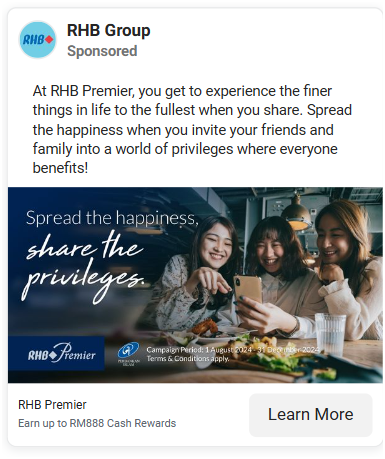 RHB Group
RHB
Sponsored
At RHB Premier, you get to experience the finer
things in life to the fullest when you share. Spread
the happiness when you invite your friends and
family into a world of privileges where everyone
benefits!
Spread the happiness,
share the
privileges.
RHB Premier
Campaign Period: 1 August 2024 - 31 December 2024
Terms & Conditions apply.
RHB Premier
Earn up to RM888 Cash Rewards
Learn More